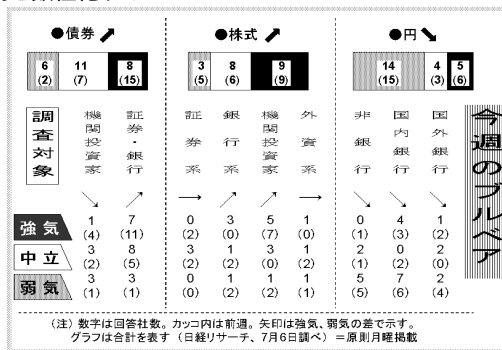 ●債券↗ ●株式↗ ●円↘
6 11 8 3 8 9 14 4 5
(2) (7) (15) (5) (6) (9) (15) (3) (6)
調査対象 機関投資家 証券・銀行 証券系 銀行系 機関投資家 外資系 非銀行 国内銀行 国外銀行
今週のブルベア
↘ ↗ → ↗ ↗ → ↘ ↘ ↘
強気 1 7 0 3 5 1 0 4 1
(4) (11) (2) (0) (7) (0) (1) (3) (2)
中立 3 8 3 1 3 1 2 0 2
(2) (5) (2) (2) (0) (2) (1) (2) (0)
弱気 3 3 0 1 1 1 5 7 2
(1) (1) (0) (2) (2) (1) (5) (6) (4)
(注) 数字は回答社数。カッコ内は前週。矢印は強気、弱気の差で示す。
グラフは合計を表す (日経リサーチ、7月6日調べ) =原則月曜掲載